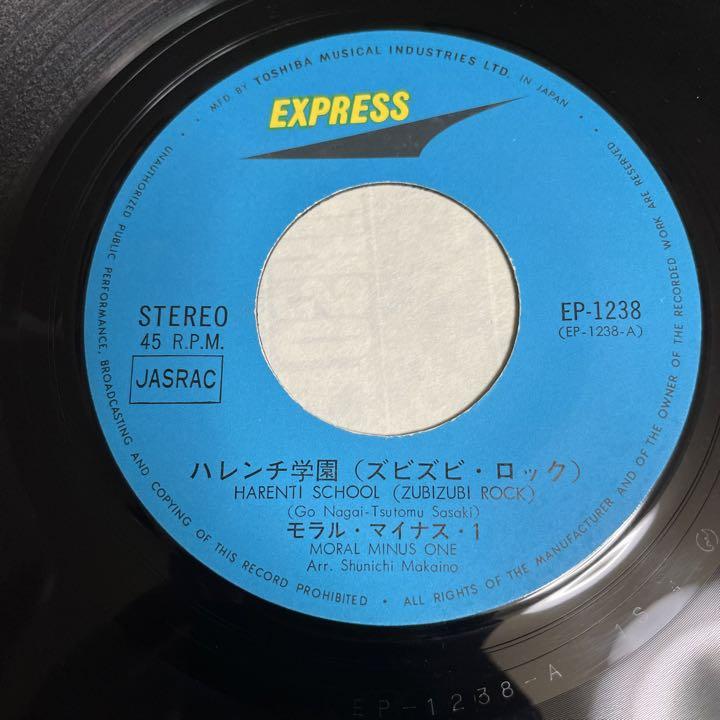 MFD. BY TOSHIBA MUSICAL INDUSTRIES LTD. IN JAPAN
EXPRESS
STEREO
45 R.P.M.
JASRAC
EP-1238
(EP-1238-A)
ハレンチ学園（ズビズビ・ロック）
HARENTI SCHOOL (ZUBIZUBI ROCK)
(Go Nagai-Tsutomu Sasaki)
モラル・マイナス・1
MORAL MINUS ONE
Arr. Shunichi Makaino
UNAUTHORIZED PUBLIC PERFORMANCE, BROADCASTING AND COPYING OF THIS RECORD PROHIBITED • ALL RIGHTS OF THE MANUFACTURER AND OF THE OWNER OF THE RECORDED WORK ARE RESERVED
EP-1238-A